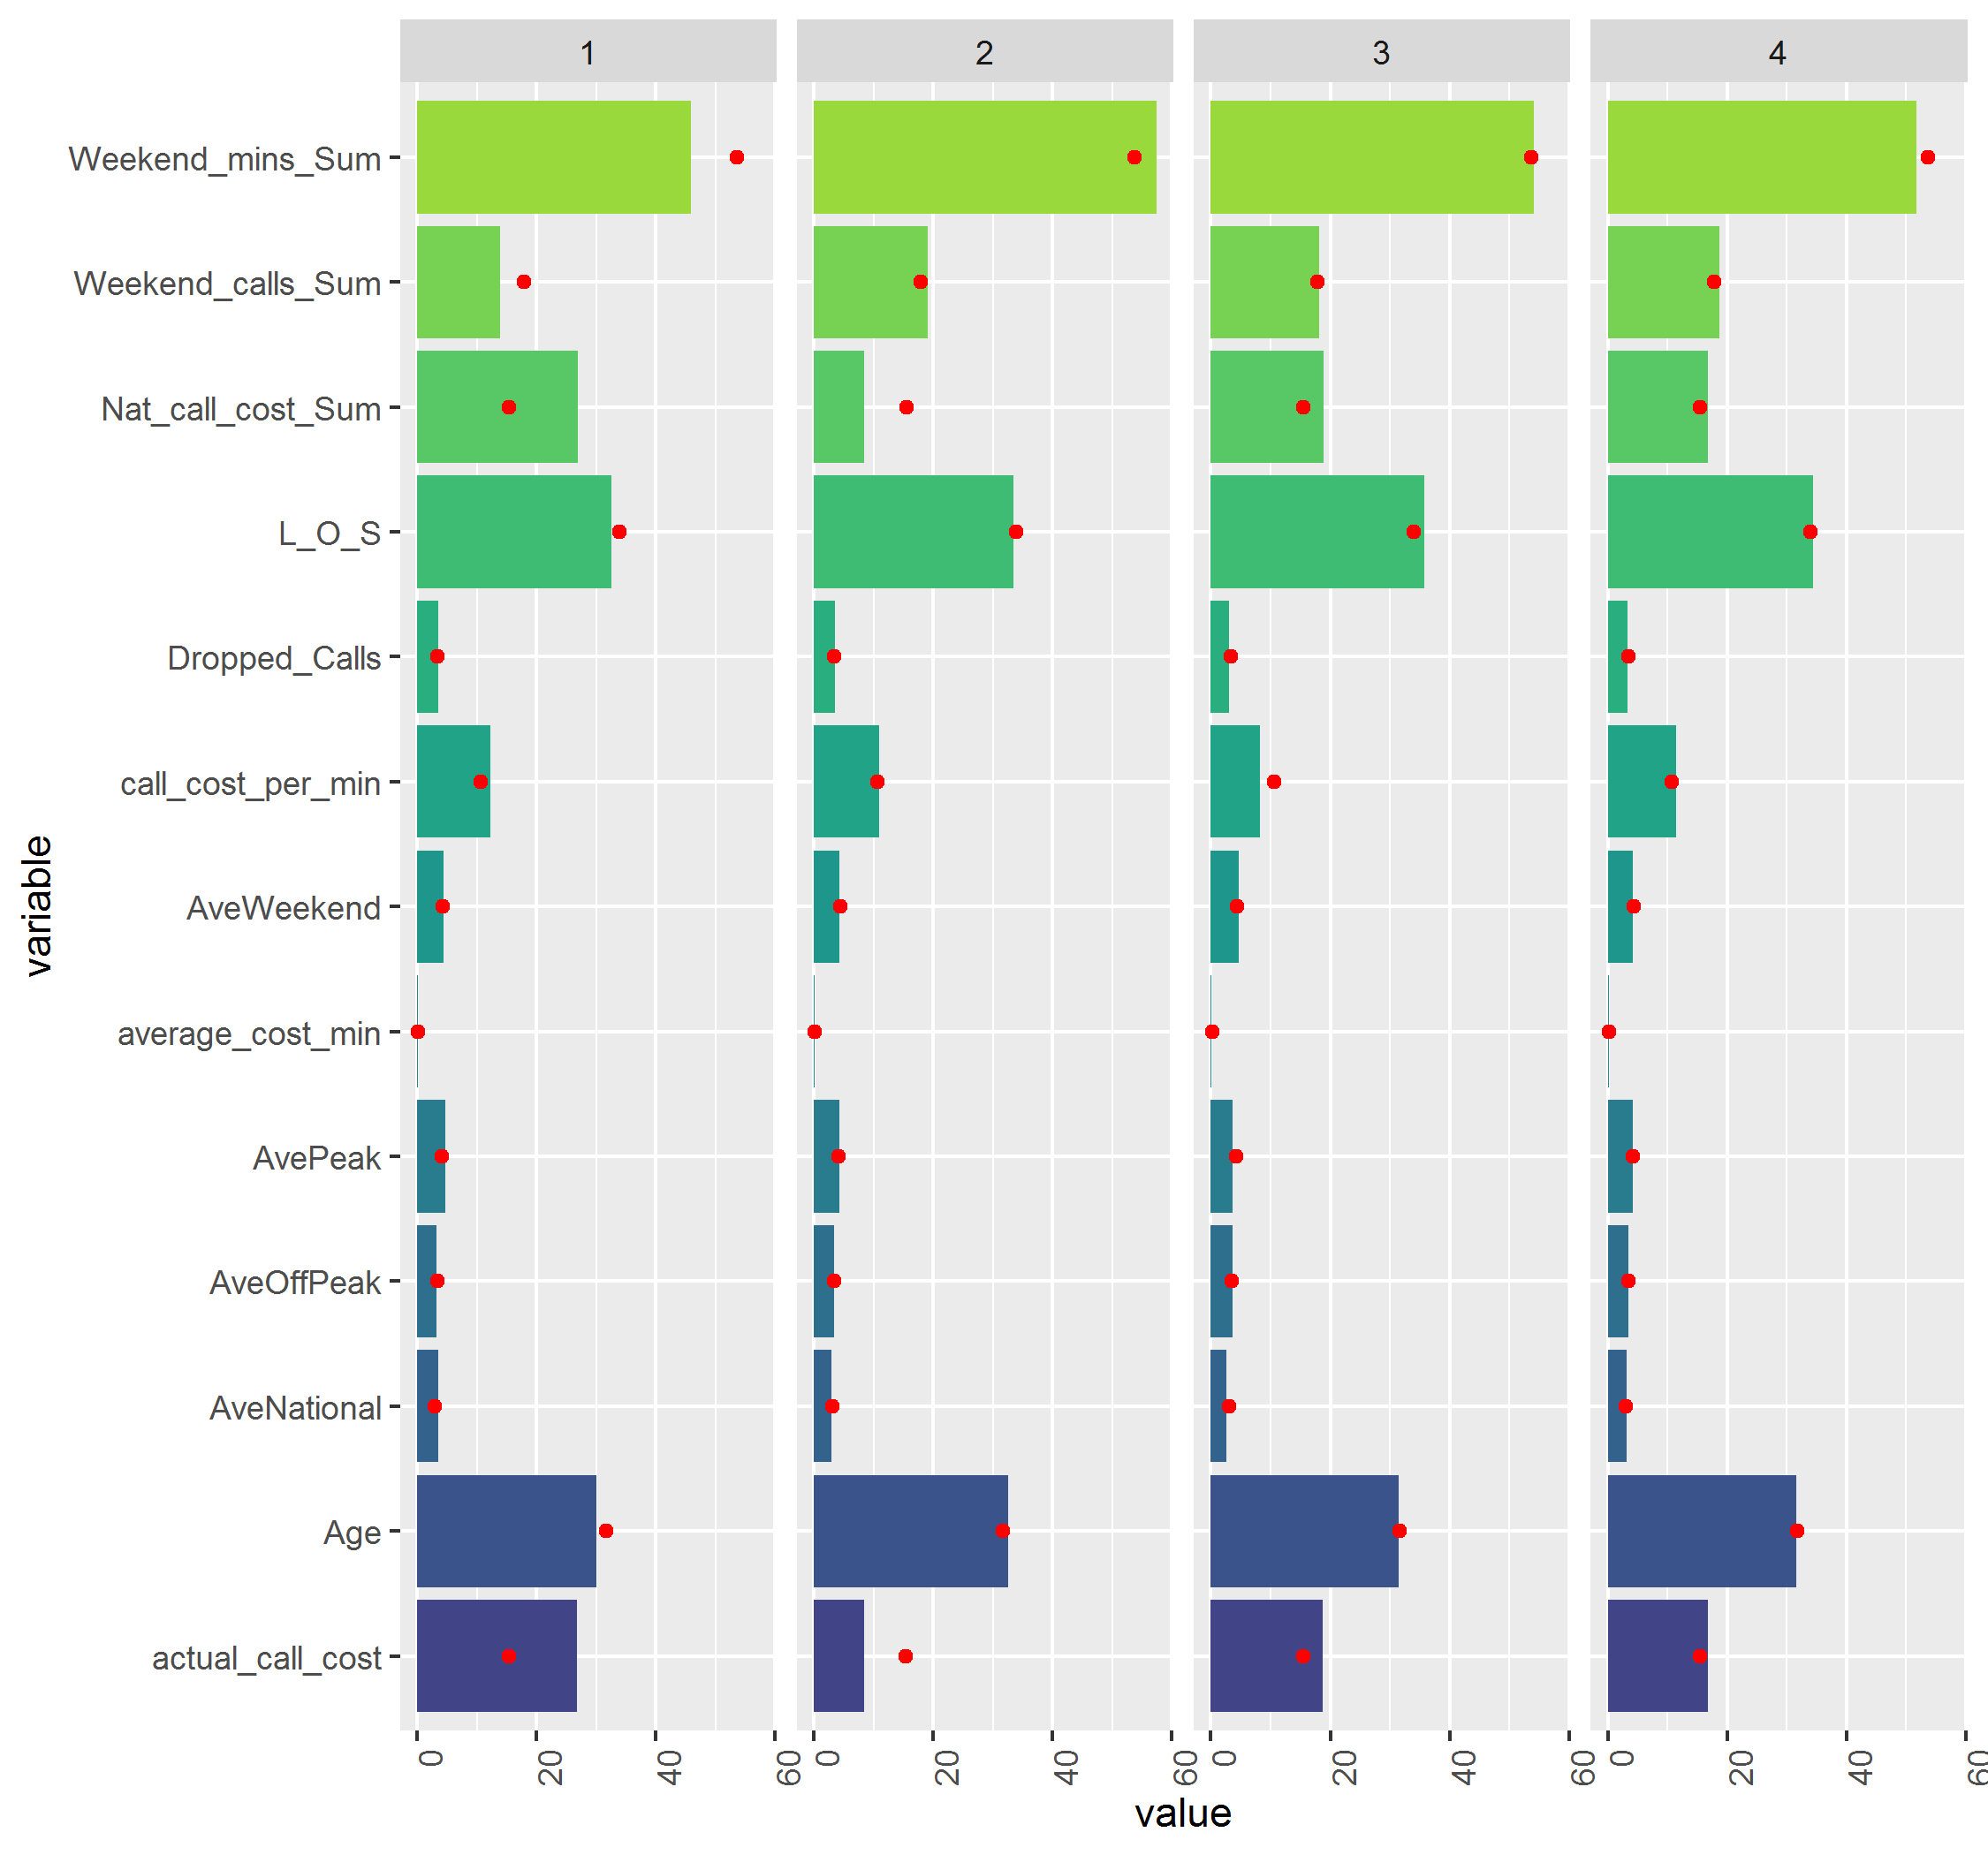 1 2 3 4
Weekend_mins_Sum
Weekend_calls_Sum
Nat_call_cost_Sum
L_O_S
Dropped_Calls
call_cost_per_min
AveWeekend
average_cost_min
AvePeak
AveOffPeak
AveNational
Age
actual_call_cost
variable
0 20 40 60 0 20 40 60 0 20 40 60 0 20 40 60
value